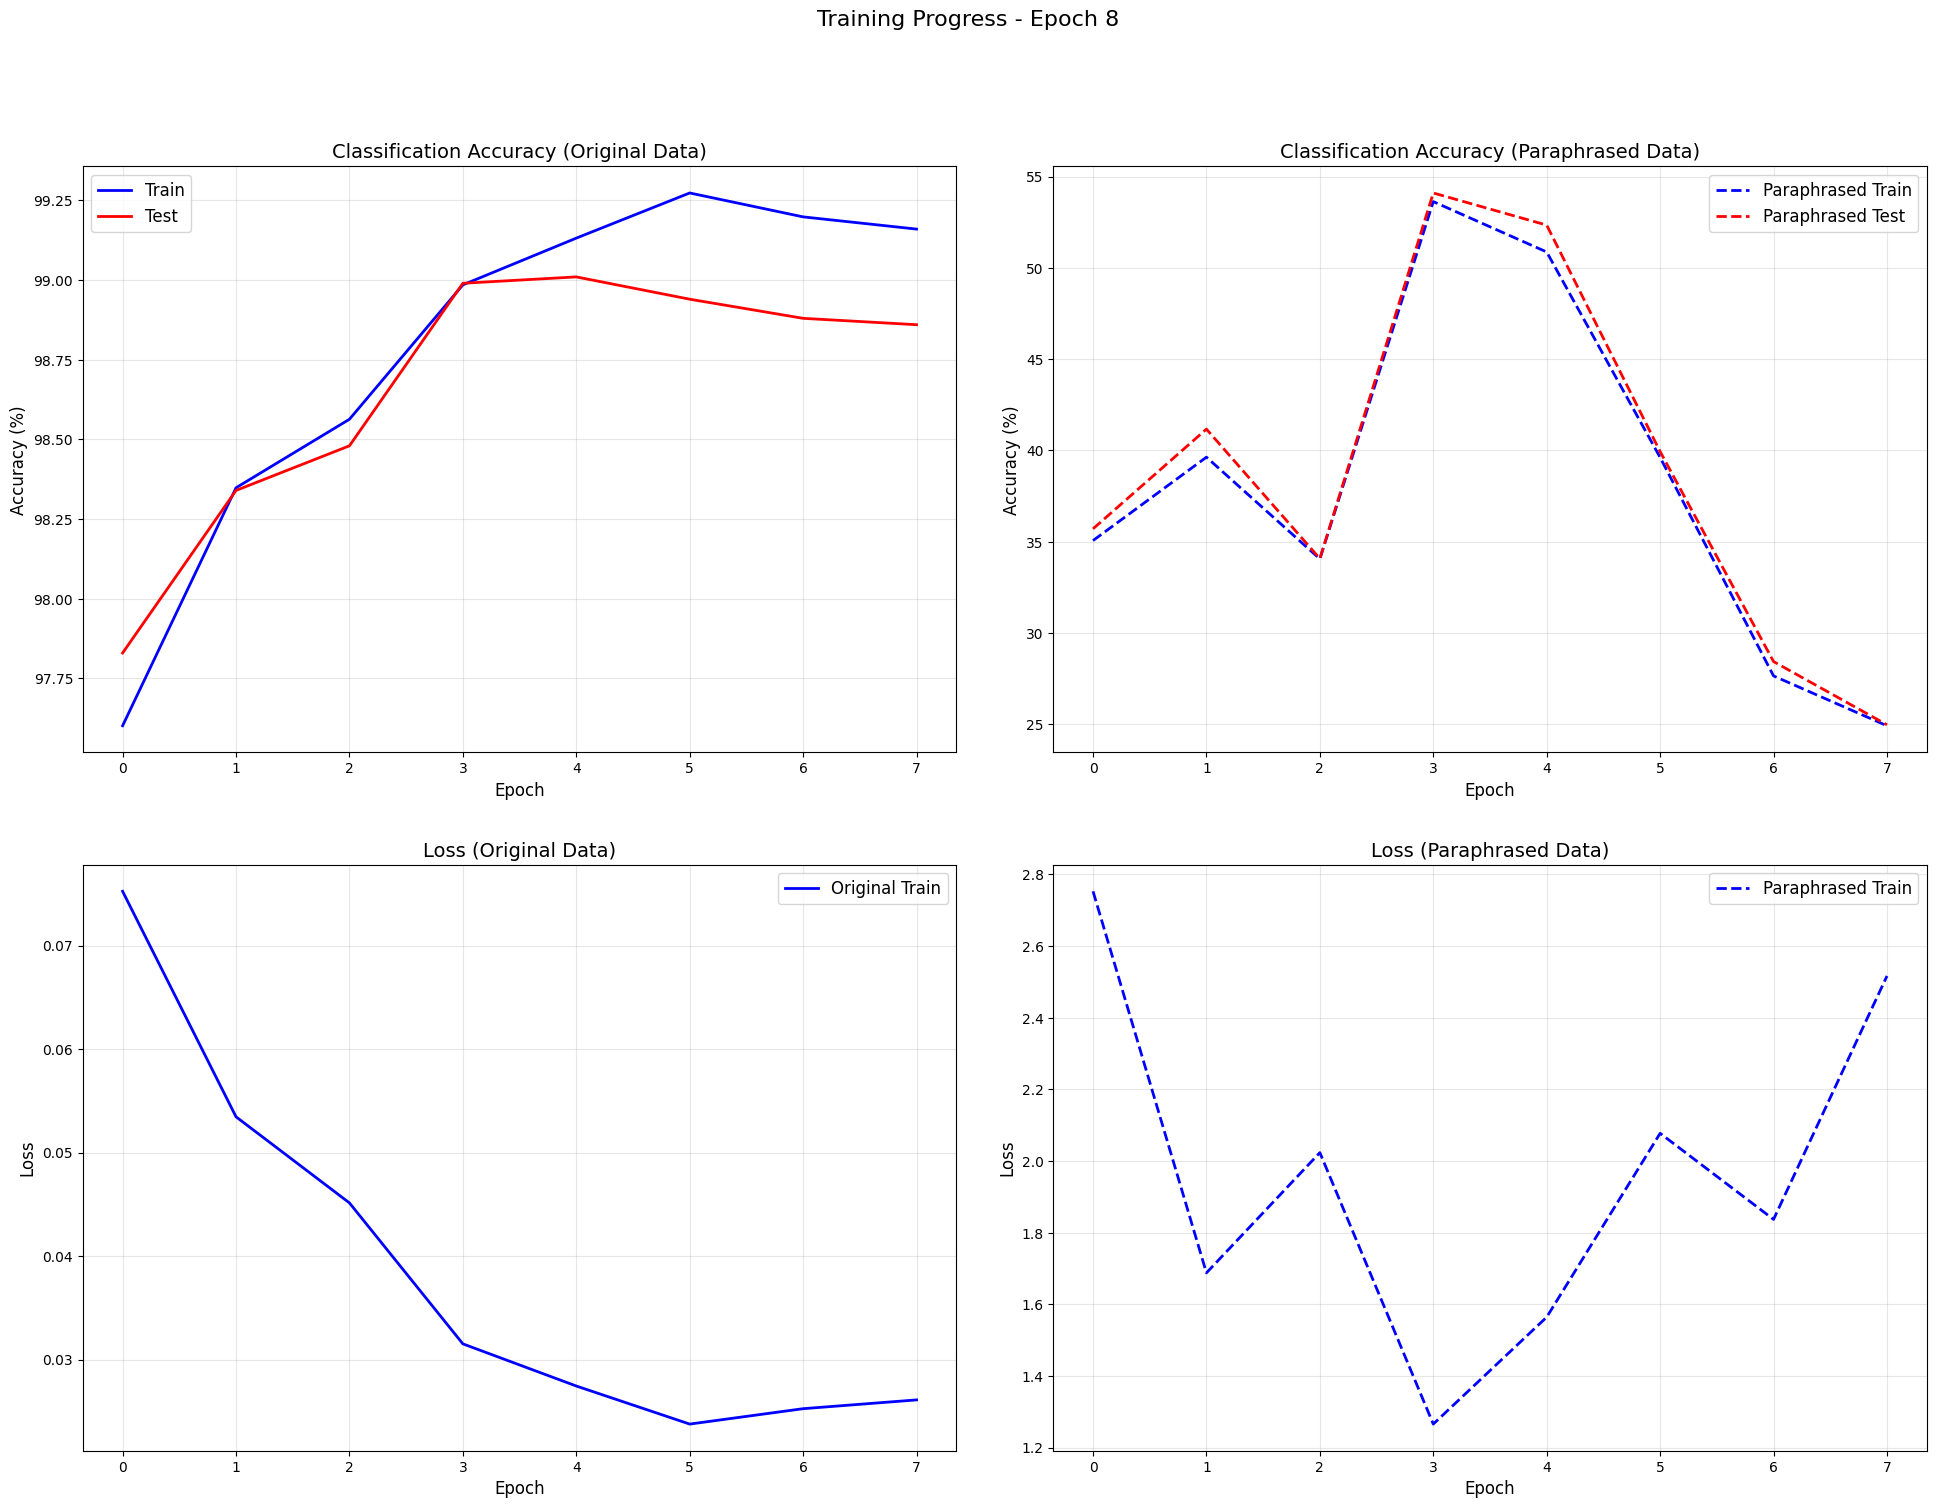 Training Progress - Epoch 8
Classification Accuracy (Original Data)
Train
Test
99.25
99.00
98.75
98.50
98.25
98.00
97.75
Accuracy (%)
0 1 2 3 4 5 6 7
Epoch
Classification Accuracy (Paraphrased Data)
Paraphrased Train
Paraphrased Test
55
50
45
40
35
30
25
Accuracy (%)
0 1 2 3 4 5 6 7
Epoch
Loss (Original Data)
Original Train
0.07
0.06
0.05
0.04
0.03
Loss
0 1 2 3 4 5 6 7
Epoch
Loss (Paraphrased Data)
Paraphrased Train
2.8
2.6
2.4
2.2
2.0
1.8
1.6
1.4
1.2
Loss
0 1 2 3 4 5 6 7
Epoch